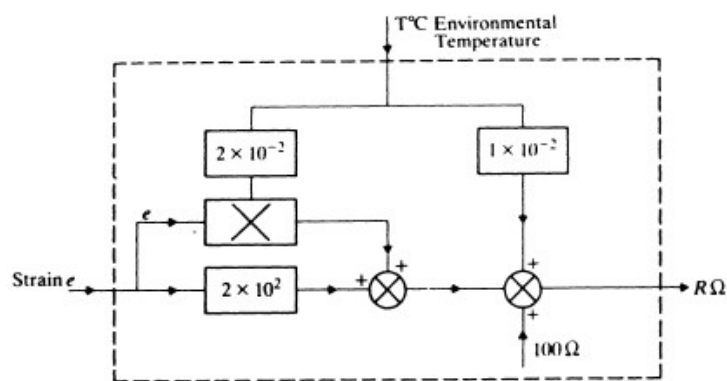 T°C Environmental
Temperature
2 × 10⁻²
1 × 10⁻²
e
Strain e
2 × 10²
+
+
+
+
100 Ω
R Ω